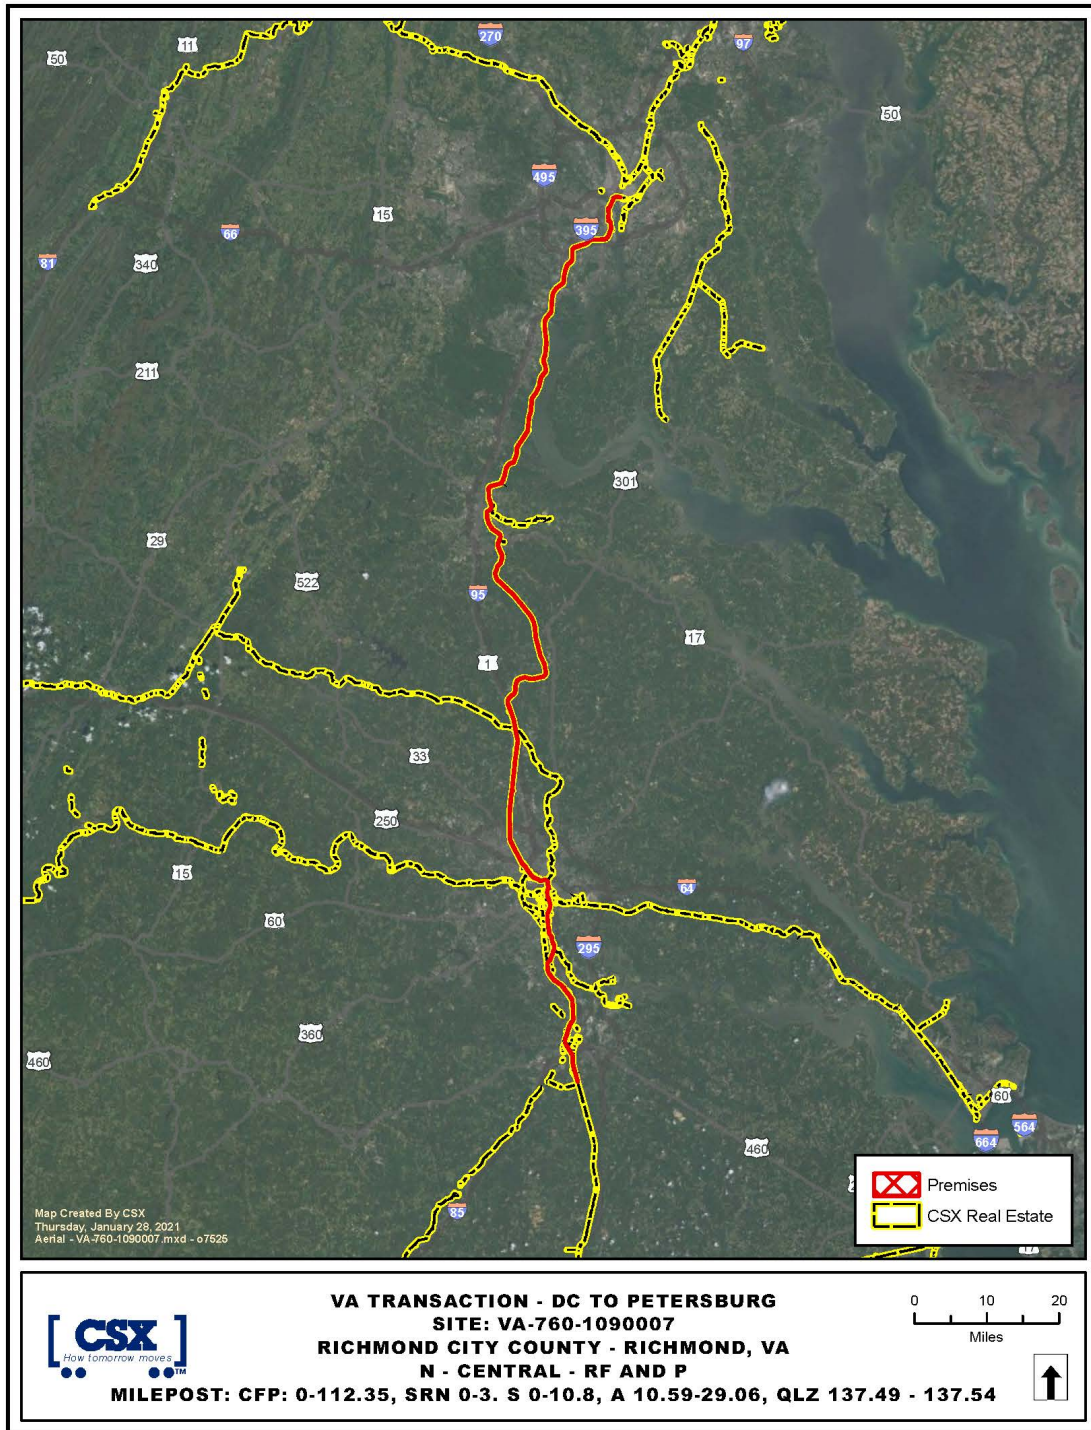 270
11
50
97
50
495
15
395
66
81
340
211
301
29
522
95
17
1
33
250
15
64
60
295
360
460
60
564
664
460
85
17
Premises
CSX Real Estate
Map Created By CSX
Thursday, January 28, 2021
Aerial - VA-760-1090007.mxd - o7525
CSX
How tomorrow moves
TM
VA TRANSACTION - DC TO PETERSBURG
SITE: VA-760-1090007
RICHMOND CITY COUNTY - RICHMOND, VA
N - CENTRAL - RF AND P
MILEPOST: CFP: 0-112.35, SRN 0-3. S 0-10.8, A 10.59-29.06, QLZ 137.49 - 137.54
0 10 20
Miles